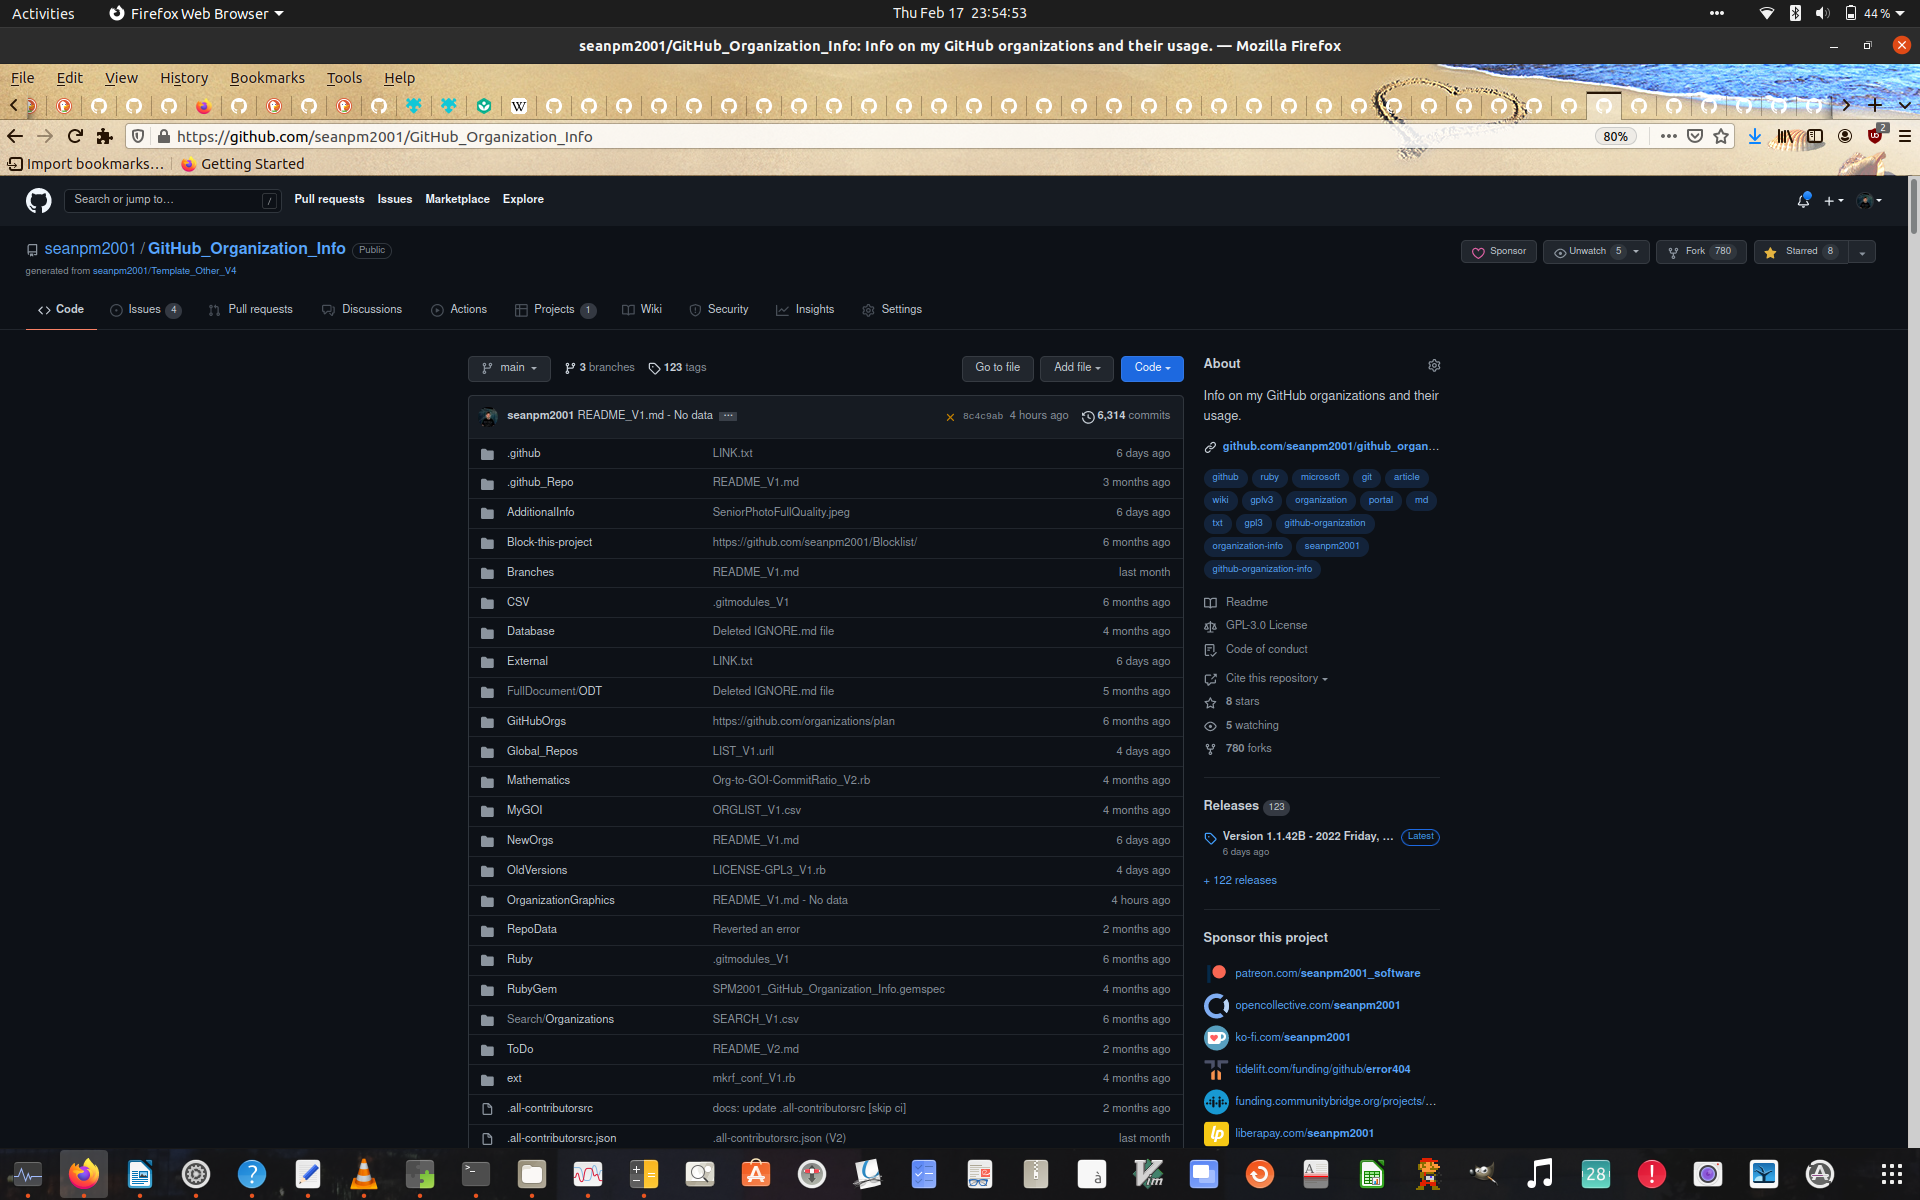 Activities Firefox Web Browser Thu Feb 17 23:54:53 44 %
seanpm2001/GitHub_Organization_Info: Info on my GitHub organizations and their usage. — Mozilla Firefox
File Edit View History Bookmarks Tools Help
https://github.com/seanpm2001/GitHub_Organization_Info 80% 2
Import bookmarks… Getting Started
Search or jump to… / Pull requests Issues Marketplace Explore
seanpm2001 / GitHub_Organization_Info Public Sponsor Unwatch 5 Fork 780 Starred 8
generated from seanpm2001/Template_Other_V4
Code Issues 4 Pull requests Discussions Actions Projects 1 Wiki Security Insights Settings
main 3 branches 123 tags Go to file Add file Code
seanpm2001 README_V1.md - No data ... 8c4c9ab 4 hours ago 6,314 commits
.github LINK.txt 6 days ago
.github_Repo README_V1.md 3 months ago
AdditionalInfo SeniorPhotoFullQuality.jpeg 6 days ago
Block-this-project https://github.com/seanpm2001/Blocklist/ 6 months ago
Branches README_V1.md last month
CSV .gitmodules_V1 6 months ago
Database Deleted IGNORE.md file 4 months ago
External LINK.txt 6 days ago
FullDocument/ODT Deleted IGNORE.md file 5 months ago
GitHubOrgs https://github.com/organizations/plan 6 months ago
Global_Repos LIST_V1.urll 4 days ago
Mathematics Org-to-GOI-CommitRatio_V2.rb 4 months ago
MyGOI ORGLIST_V1.csv 4 months ago
NewOrgs README_V1.md 6 days ago
OldVersions LICENSE-GPL3_V1.rb 4 days ago
OrganizationGraphics README_V1.md - No data 4 hours ago
RepoData Reverted an error 2 months ago
Ruby .gitmodules_V1 6 months ago
RubyGem SPM2001_GitHub_Organization_Info.gemspec 4 months ago
Search/Organizations SEARCH_V1.csv 6 months ago
ToDo README_V2.md 2 months ago
ext mkrf_conf_V1.rb 4 months ago
.all-contributorsrc docs: update .all-contributorsrc [skip ci] 2 months ago
.all-contributorsrc.json .all-contributorsrc.json (V2) last month
About
Info on my GitHub organizations and their
usage.
github.com/seanpm2001/github_organ…
github ruby microsoft git article
wiki gplv3 organization portal md
txt gpl3 github-organization
organization-info seanpm2001
github-organization-info
Readme
GPL-3.0 License
Code of conduct
Cite this repository
8 stars
5 watching
780 forks
Releases 123
Version 1.1.42B - 2022 Friday, … Latest
6 days ago
+ 122 releases
Sponsor this project
patreon.com/seanpm2001_software
opencollective.com/seanpm2001
ko-fi.com/seanpm2001
tidelift.com/funding/github/error404
funding.communitybridge.org/projects/…
lp liberapay.com/seanpm2001
28